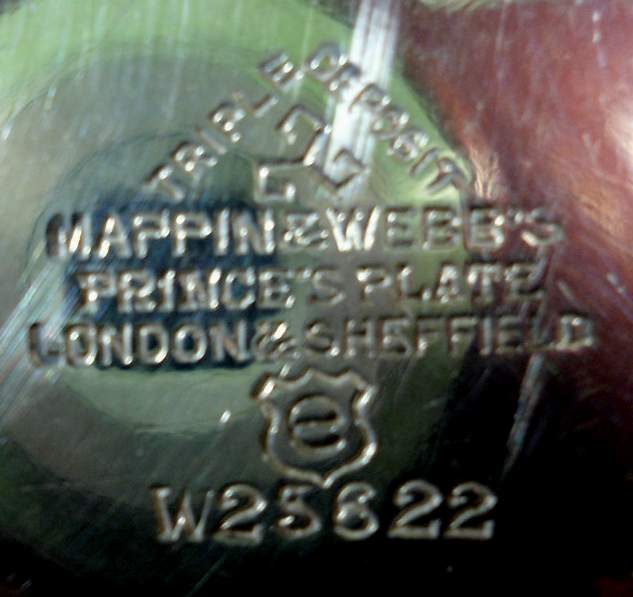 TRIPLE DEPOSIT
MAPPIN & WEBB'S
PRINCE'S PLATE
LONDON & SHEFFIELD
e
W25622